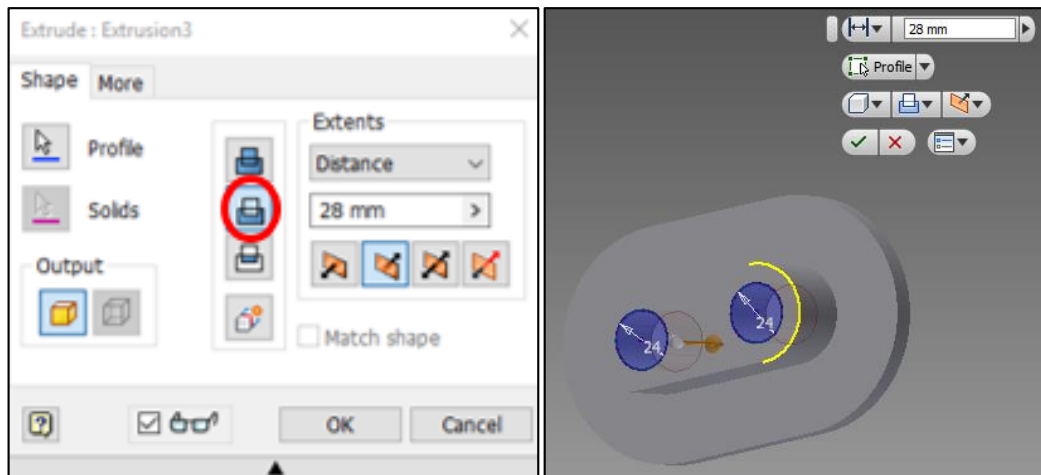 Extrude : Extrusion3
Shape More
Profile
Solids
Output
Extents
Distance
28 mm
Match shape
OK Cancel
28 mm
Profile
24
24